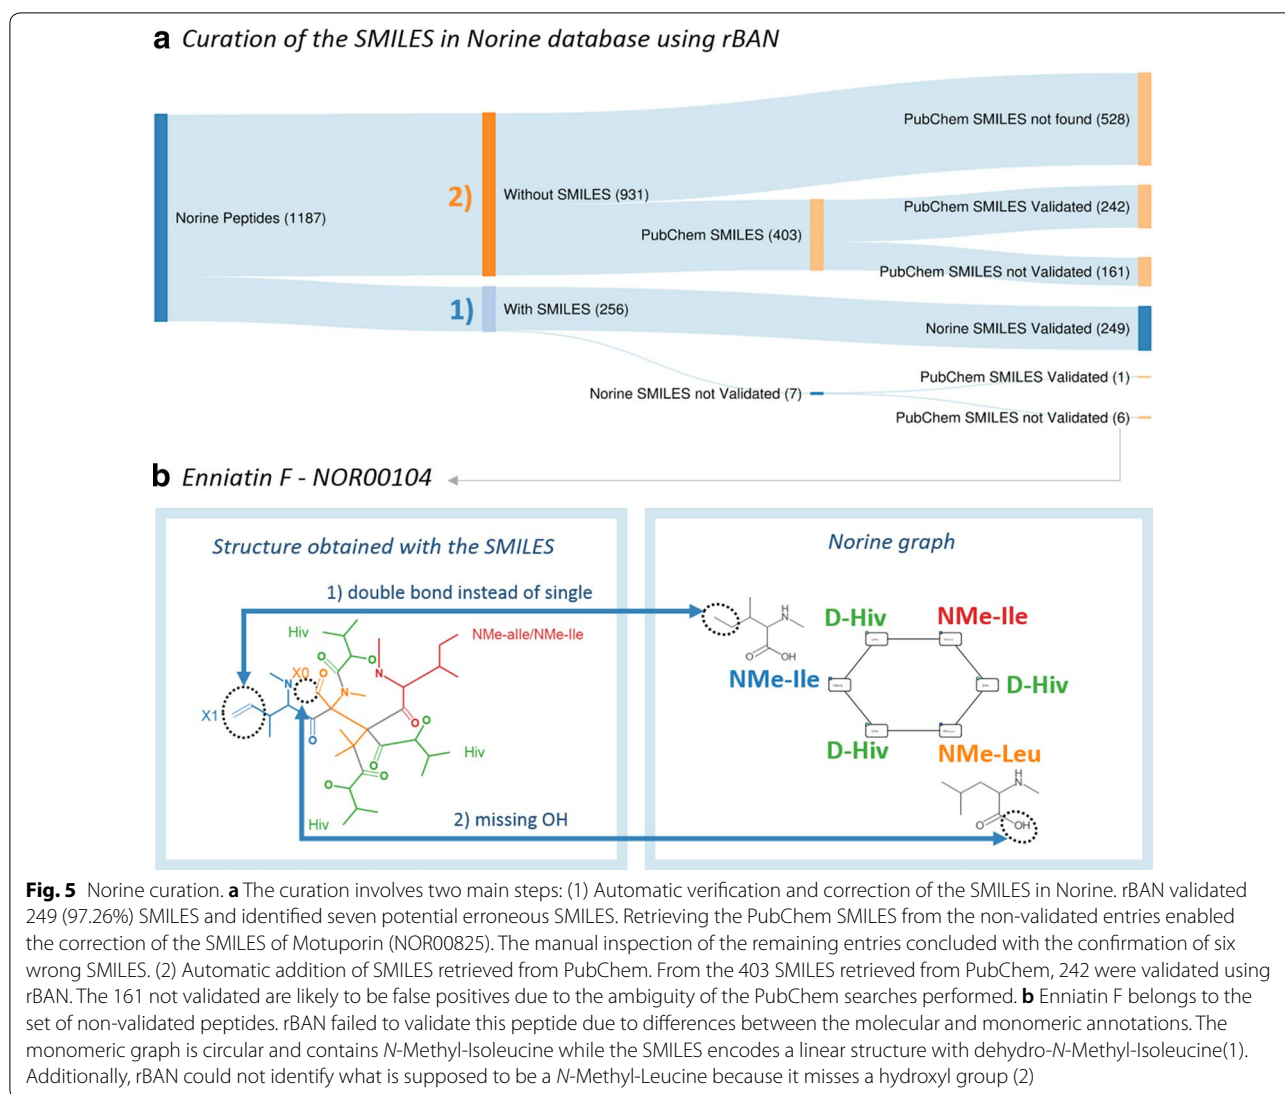 a Curation of the SMILES in Norine database using rBAN
PubChem SMILES not found (528)
2)
Without SMILES (931)
PubChem SMILES Validated (242)
Norine Peptides (1187)
PubChem SMILES (403)
PubChem SMILES not Validated (161)
1)
With SMILES (256)
Norine SMILES Validated (249)
PubChem SMILES Validated (1)
Norine SMILES not Validated (7)
PubChem SMILES not Validated (6)
b Enniatin F - NOR00104
Structure obtained with the SMILES
1) double bond instead of single
Hiv
NMe-aIle/NMe-Ile
O
O
N
N
X0
O
N
X1
O
O
O
O
Hiv
O
O
Hiv
2) missing OH
Norine graph
H
N
O
OH
NMe-Ile
D-Hiv
NMe-Ile
D-Hiv
D-Hiv
NMe-Leu
H
N
O
OH
Fig. 5 Norine curation. a The curation involves two main steps: (1) Automatic verification and correction of the SMILES in Norine. rBAN validated
249 (97.26%) SMILES and identified seven potential erroneous SMILES. Retrieving the PubChem SMILES from the non-validated entries enabled
the correction of the SMILES of Motuporin (NOR00825). The manual inspection of the remaining entries concluded with the confirmation of six
wrong SMILES. (2) Automatic addition of SMILES retrieved from PubChem. From the 403 SMILES retrieved from PubChem, 242 were validated using
rBAN. The 161 not validated are likely to be false positives due to the ambiguity of the PubChem searches performed. b Enniatin F belongs to the
set of non-validated peptides. rBAN failed to validate this peptide due to differences between the molecular and monomeric annotations. The
monomeric graph is circular and contains N-Methyl-Isoleucine while the SMILES encodes a linear structure with dehydro-N-Methyl-Isoleucine(1).
Additionally, rBAN could not identify what is supposed to be a N-Methyl-Leucine because it misses a hydroxyl group (2)